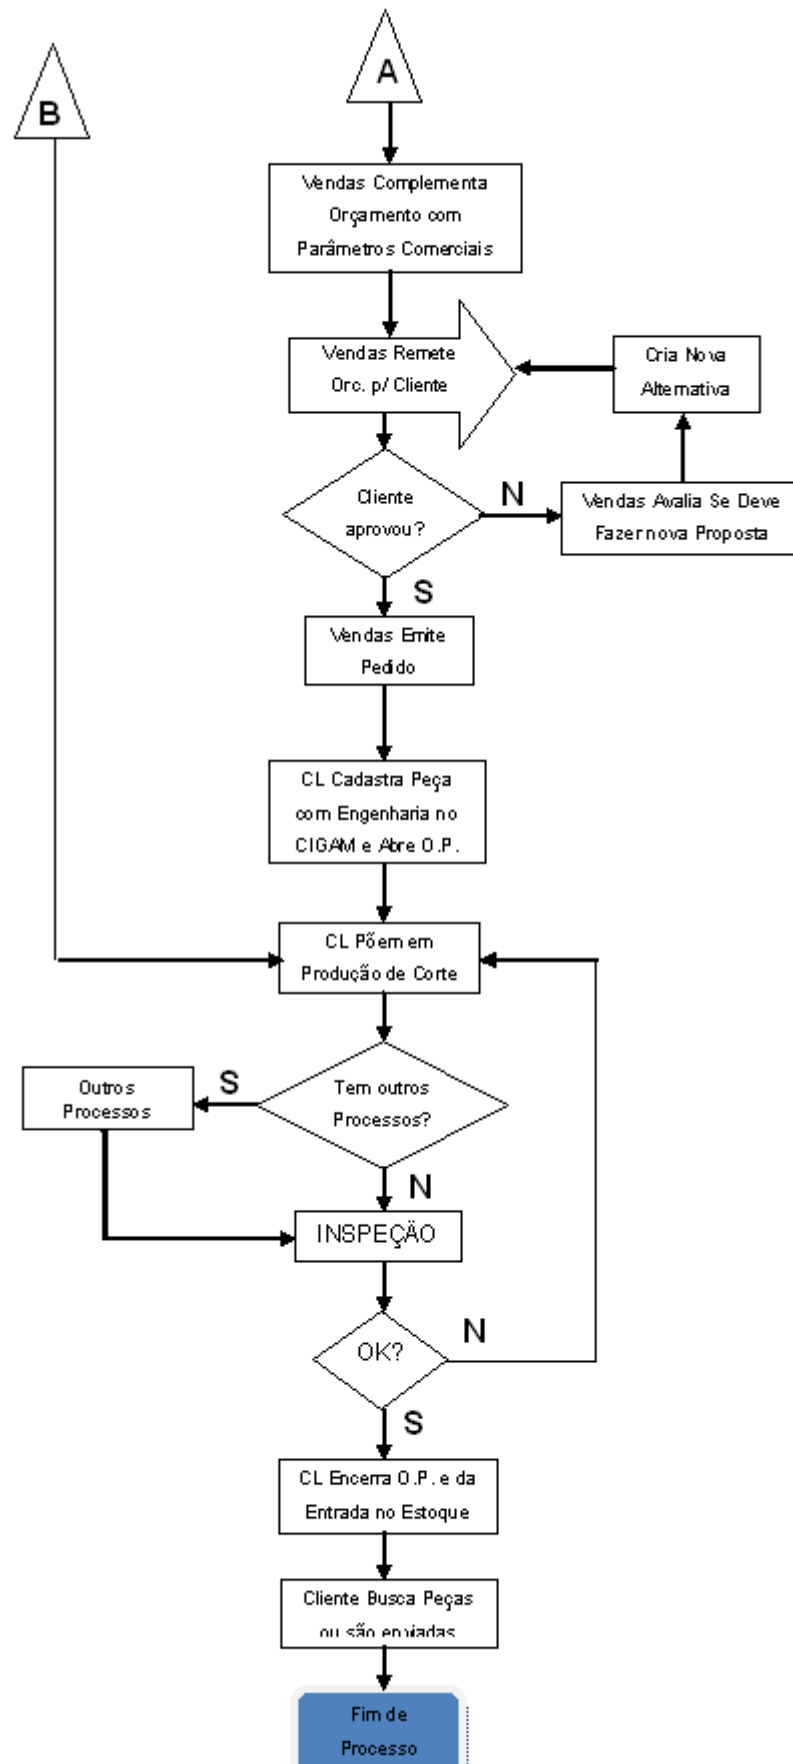 A
B
Vendas Complementa
Orçamento com
Parâmetros Comerciais
Vendas Remete
Orc. p/ Cliente
Cria Nova
Alternativa
Cliente
aprovou?
N
Vendas Avalia Se Deve
Fazer nova Proposta
S
Vendas Emite
Pedido
CL Cadastra Peça
com Engenharia no
CIGAM e Abre O.P.
CL Põem em
Produção de Corte
Outros
Processos
S
Tem outros
Processos?
N
INSPEÇÃO
OK?
N
S
CL Encerra O.P. e da
Entrada no Estoque
Cliente Busca Peças
ou são enviadas
Fim de
Processo